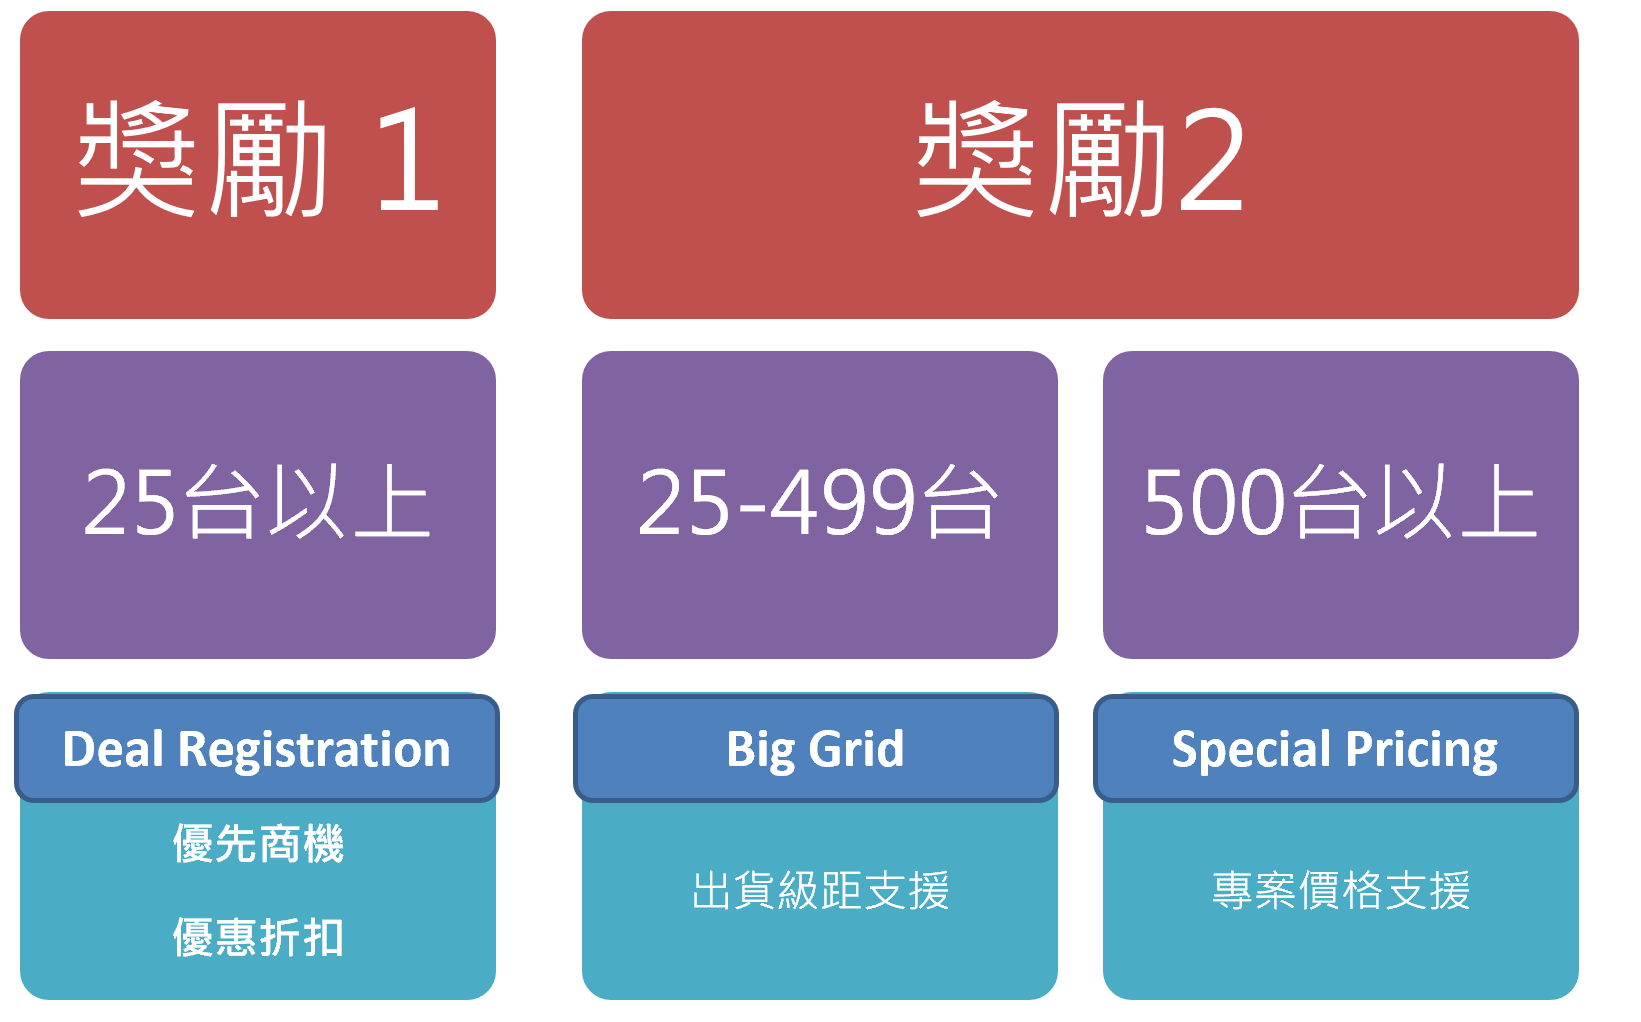 獎勵 1
獎勵2
25台以上
25-499台
500台以上
Deal Registration
Big Grid
Special Pricing
優先商機
優惠折扣
出貨級距支援
專案價格支援